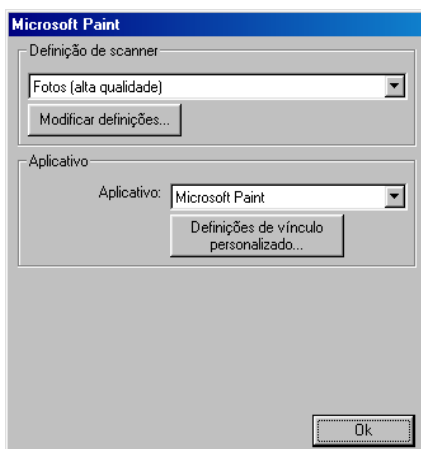 Microsoft Paint
Definição de scanner
Fotos (alta qualidade)
Modificar definições...
Aplicativo
Aplicativo: Microsoft Paint
Definições de vínculo
personalizado...
Ok